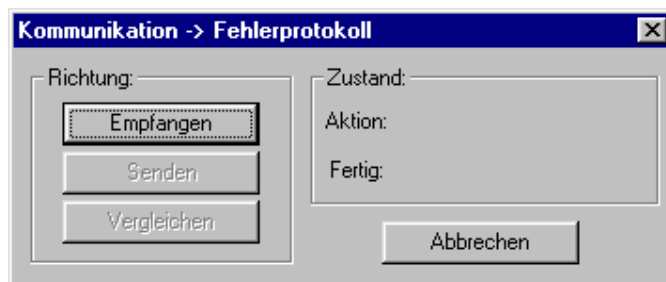 Kommunikation -> Fehlerprotokoll
Richtung:
Empfangen
Senden
Vergleichen
Zustand:
Aktion:
Fertig:
Abbrechen